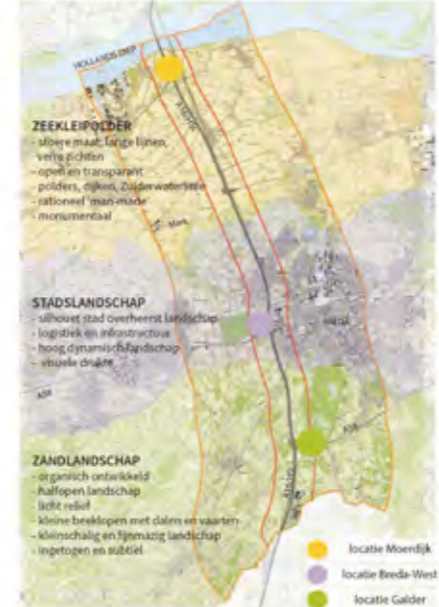 HOLLANDS DIEP
A16/HSL
ZEEKLEIPOLDER
- stoere maat; lange lijnen,
verre zichten
- open en transparant
- polders, dijken, Zuiderwaterlinie
- rationeel 'man-made'
- monumentaal
Mark
STADSLANDSCHAP
- silhouet stad overheerst landschap
- logistiek en infrastructuur
- hoog dynamisch landschap
- visuele drukte
BREDA
A58
A58
ZANDLANDSCHAP
- organisch ontwikkeld
- halfopen landschap
- licht reliëf
- kleine beeklopen met dalen en vaarten
- kleinschalig en fijnmazig landschap
- ingetogen en subtiel
locatie Moerdijk
locatie Breda-West
locatie Galder